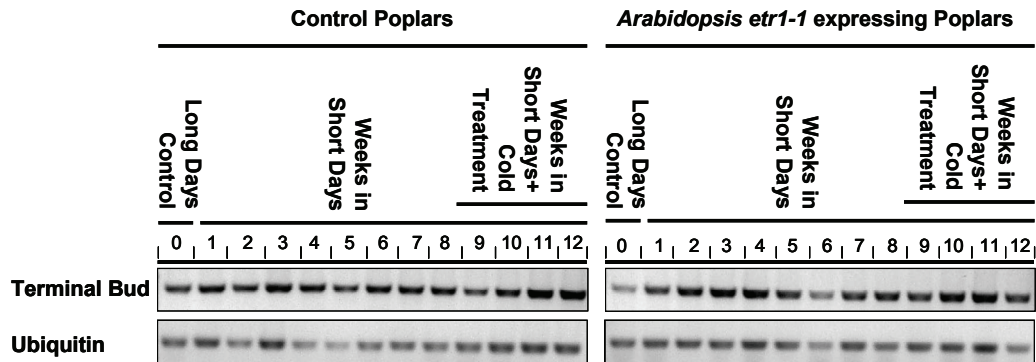 Control Poplars
Arabidopsis etr1-1 expressing Poplars
Long Days
Control
Weeks in
Short Days
Weeks in
Short Days+
Cold
Treatment
Long Days
Control
Weeks in
Short Days
Weeks in
Short Days+
Cold
Treatment
0 1 2 3 4 5 6 7 8 9 10 11 12
0 1 2 3 4 5 6 7 8 9 10 11 12
Terminal Bud
Ubiquitin